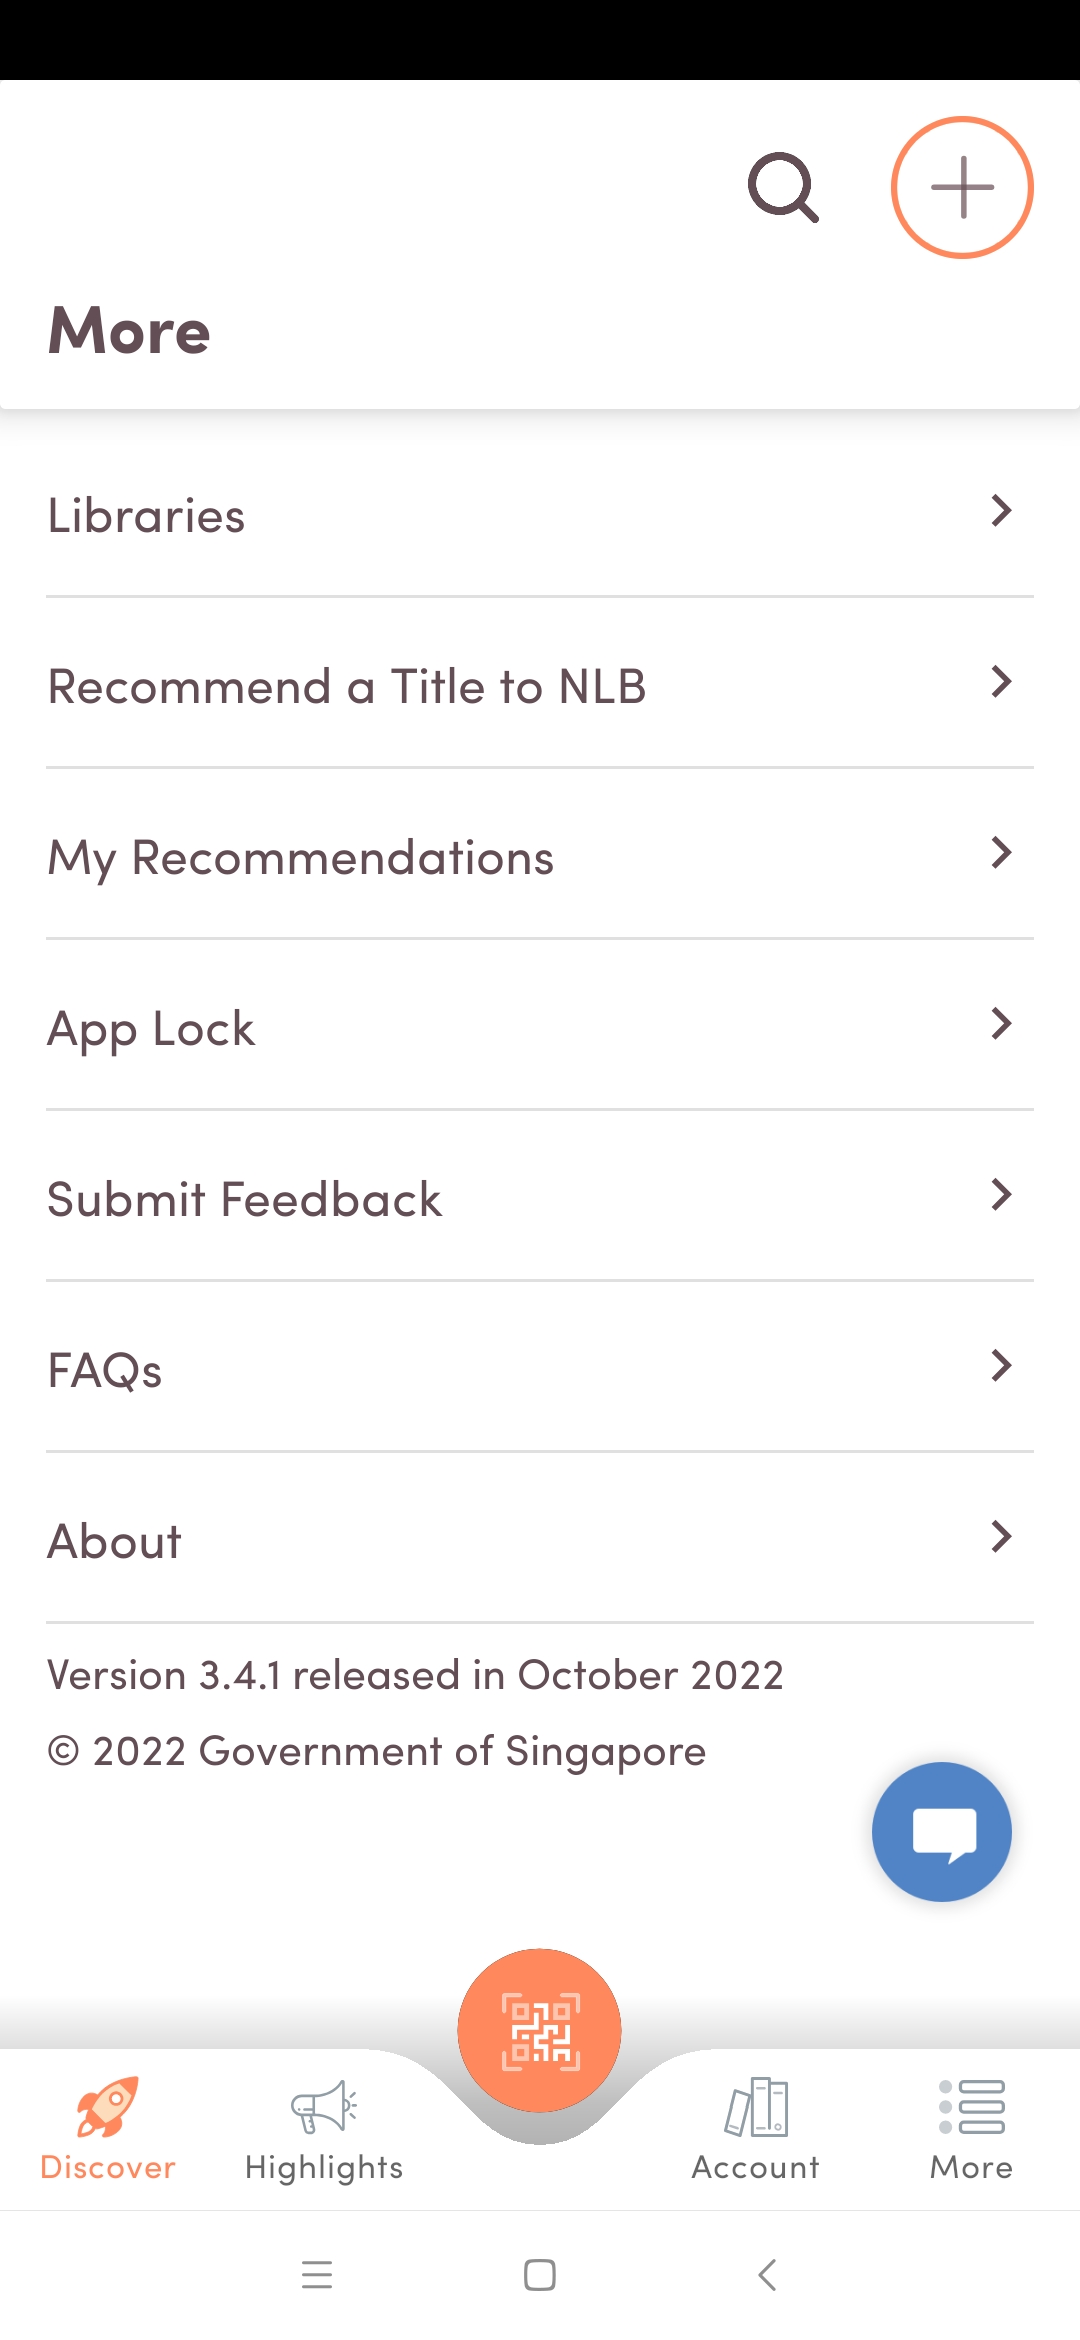 More
Libraries
Recommend a Title to NLB
My Recommendations
App Lock
Submit Feedback
FAQs
About
Version 3.4.1 released in October 2022
© 2022 Government of Singapore
Discover
Highlights
Account
More